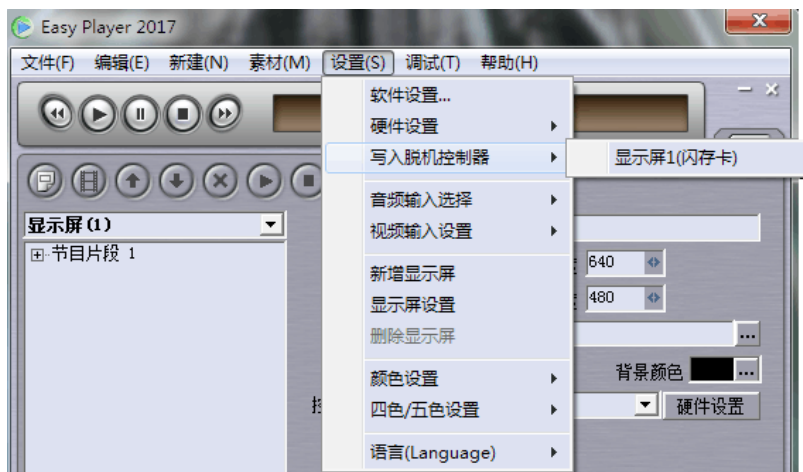 Easy Player 2017
文件(F) 编辑(E) 新建(N) 素材(M) 设置(S) 调试(T) 帮助(H)
软件设置...
硬件设置
写入脱机控制器
显示屏1(闪存卡)
音频输入选择
显示屏(1)
视频输入设置
节目片段 1
640
新增显示屏
480
显示屏设置
删除显示屏
...
颜色设置
背景颜色
...
四色/五色设置
硬件设置
语言(Language)